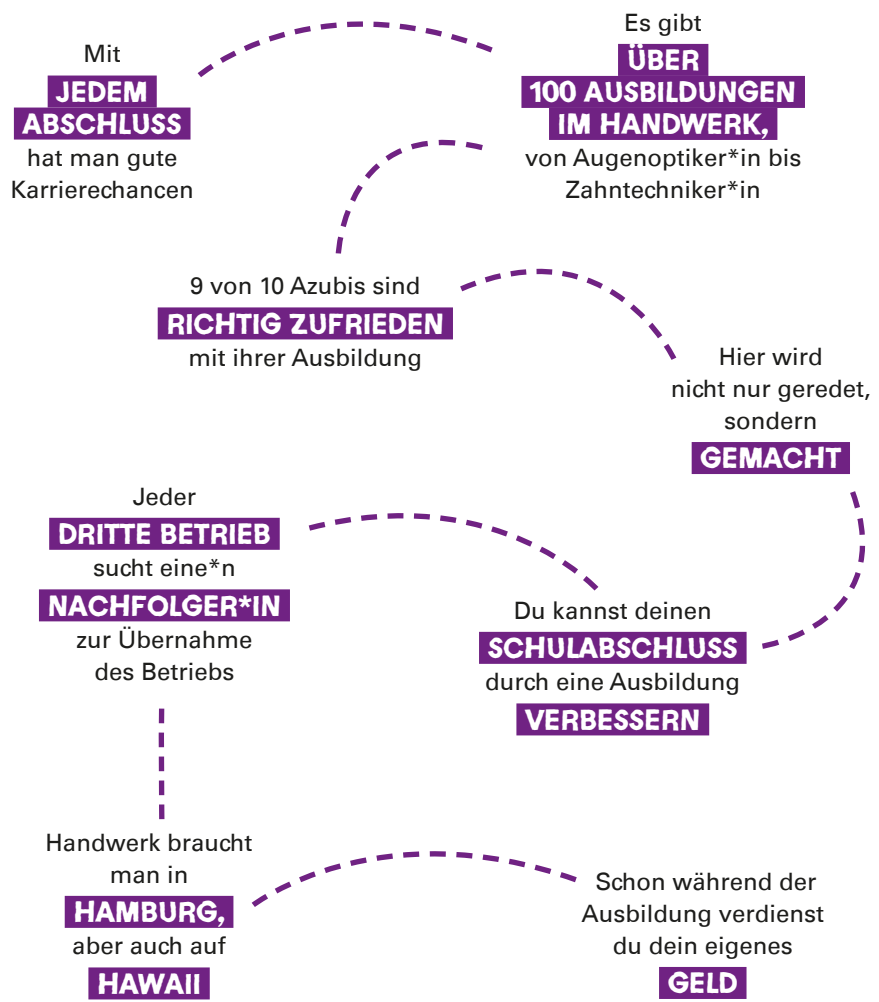 Mit
JEDEM
ABSCHLUSS
hat man gute
Karrierechancen
Es gibt
ÜBER
100 AUSBILDUNGEN
IM HANDWERK,
von Augenoptiker*in bis
Zahntechniker*in
9 von 10 Azubis sind
RICHTIG ZUFRIEDEN
mit ihrer Ausbildung
Hier wird
nicht nur geredet,
sondern
GEMACHT
Du kannst deinen
SCHULABSCHLUSS
durch eine Ausbildung
VERBESSERN
Jeder
DRITTE BETRIEB
sucht eine*n
NACHFOLGER*IN
zur Übernahme
des Betriebs
Handwerk braucht
man in
HAMBURG,
aber auch auf
HAWAII
Schon während der
Ausbildung verdienst
du dein eigenes
GELD